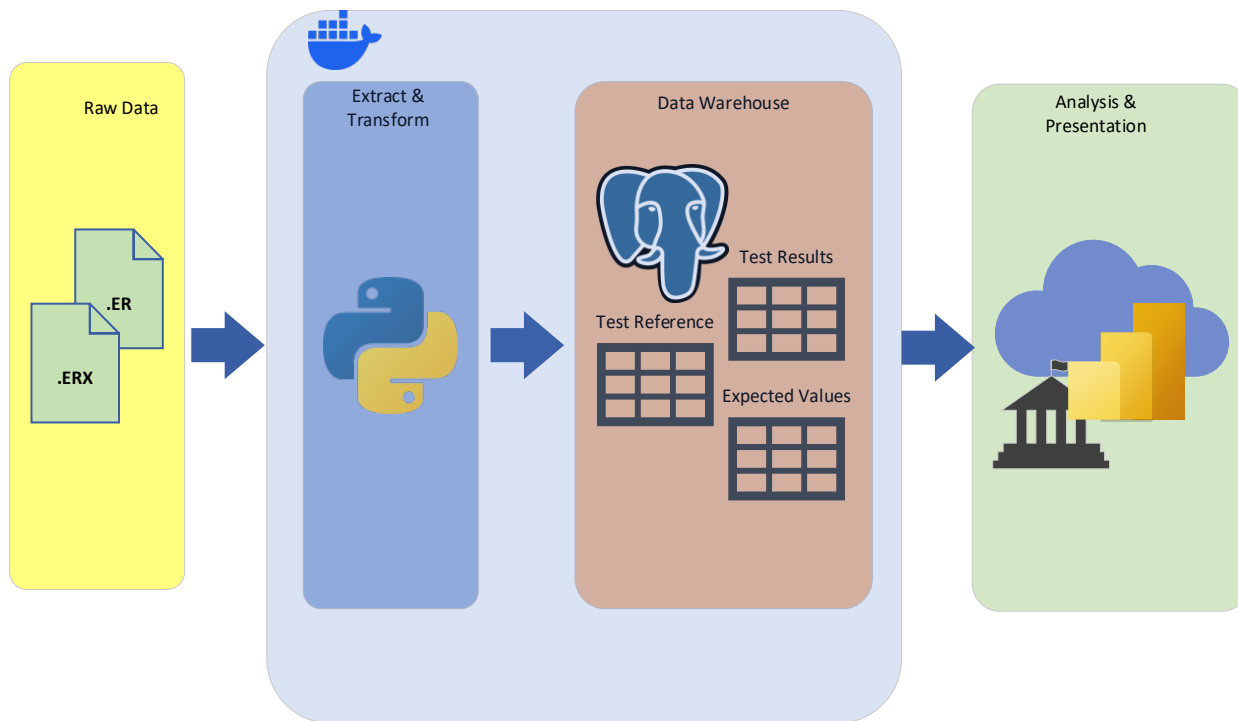 Raw Data
.ER
.ERX
Extract &
Transform
Data Warehouse
Test Results
Test Reference
Expected Values
Analysis &
Presentation